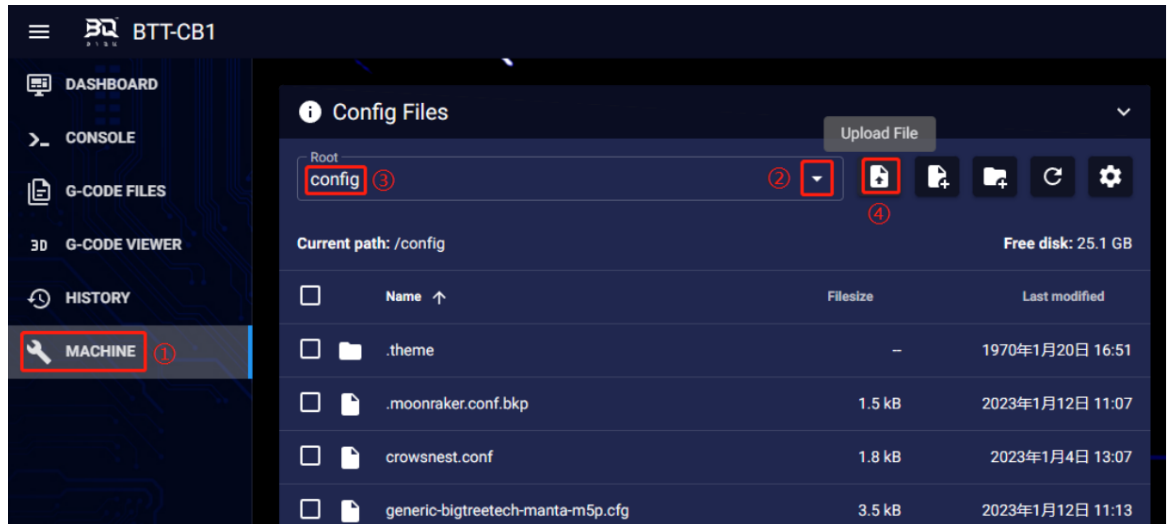 BQ BTT-CB1
DASHBOARD
CONSOLE
G-CODE FILES
3D G-CODE VIEWER
HISTORY
MACHINE ①
Config Files
Upload File
Root
config ③ ②
④
Current path: /config Free disk: 25.1 GB
Name ↑ Filesize Last modified
.theme -- 1970年1月20日 16:51
.moonraker.conf.bkp 1.5 kB 2023年1月12日 11:07
crowsnest.conf 1.8 kB 2023年1月4日 13:07
generic-bigtreetech-manta-m5p.cfg 3.5 kB 2023年1月12日 11:13